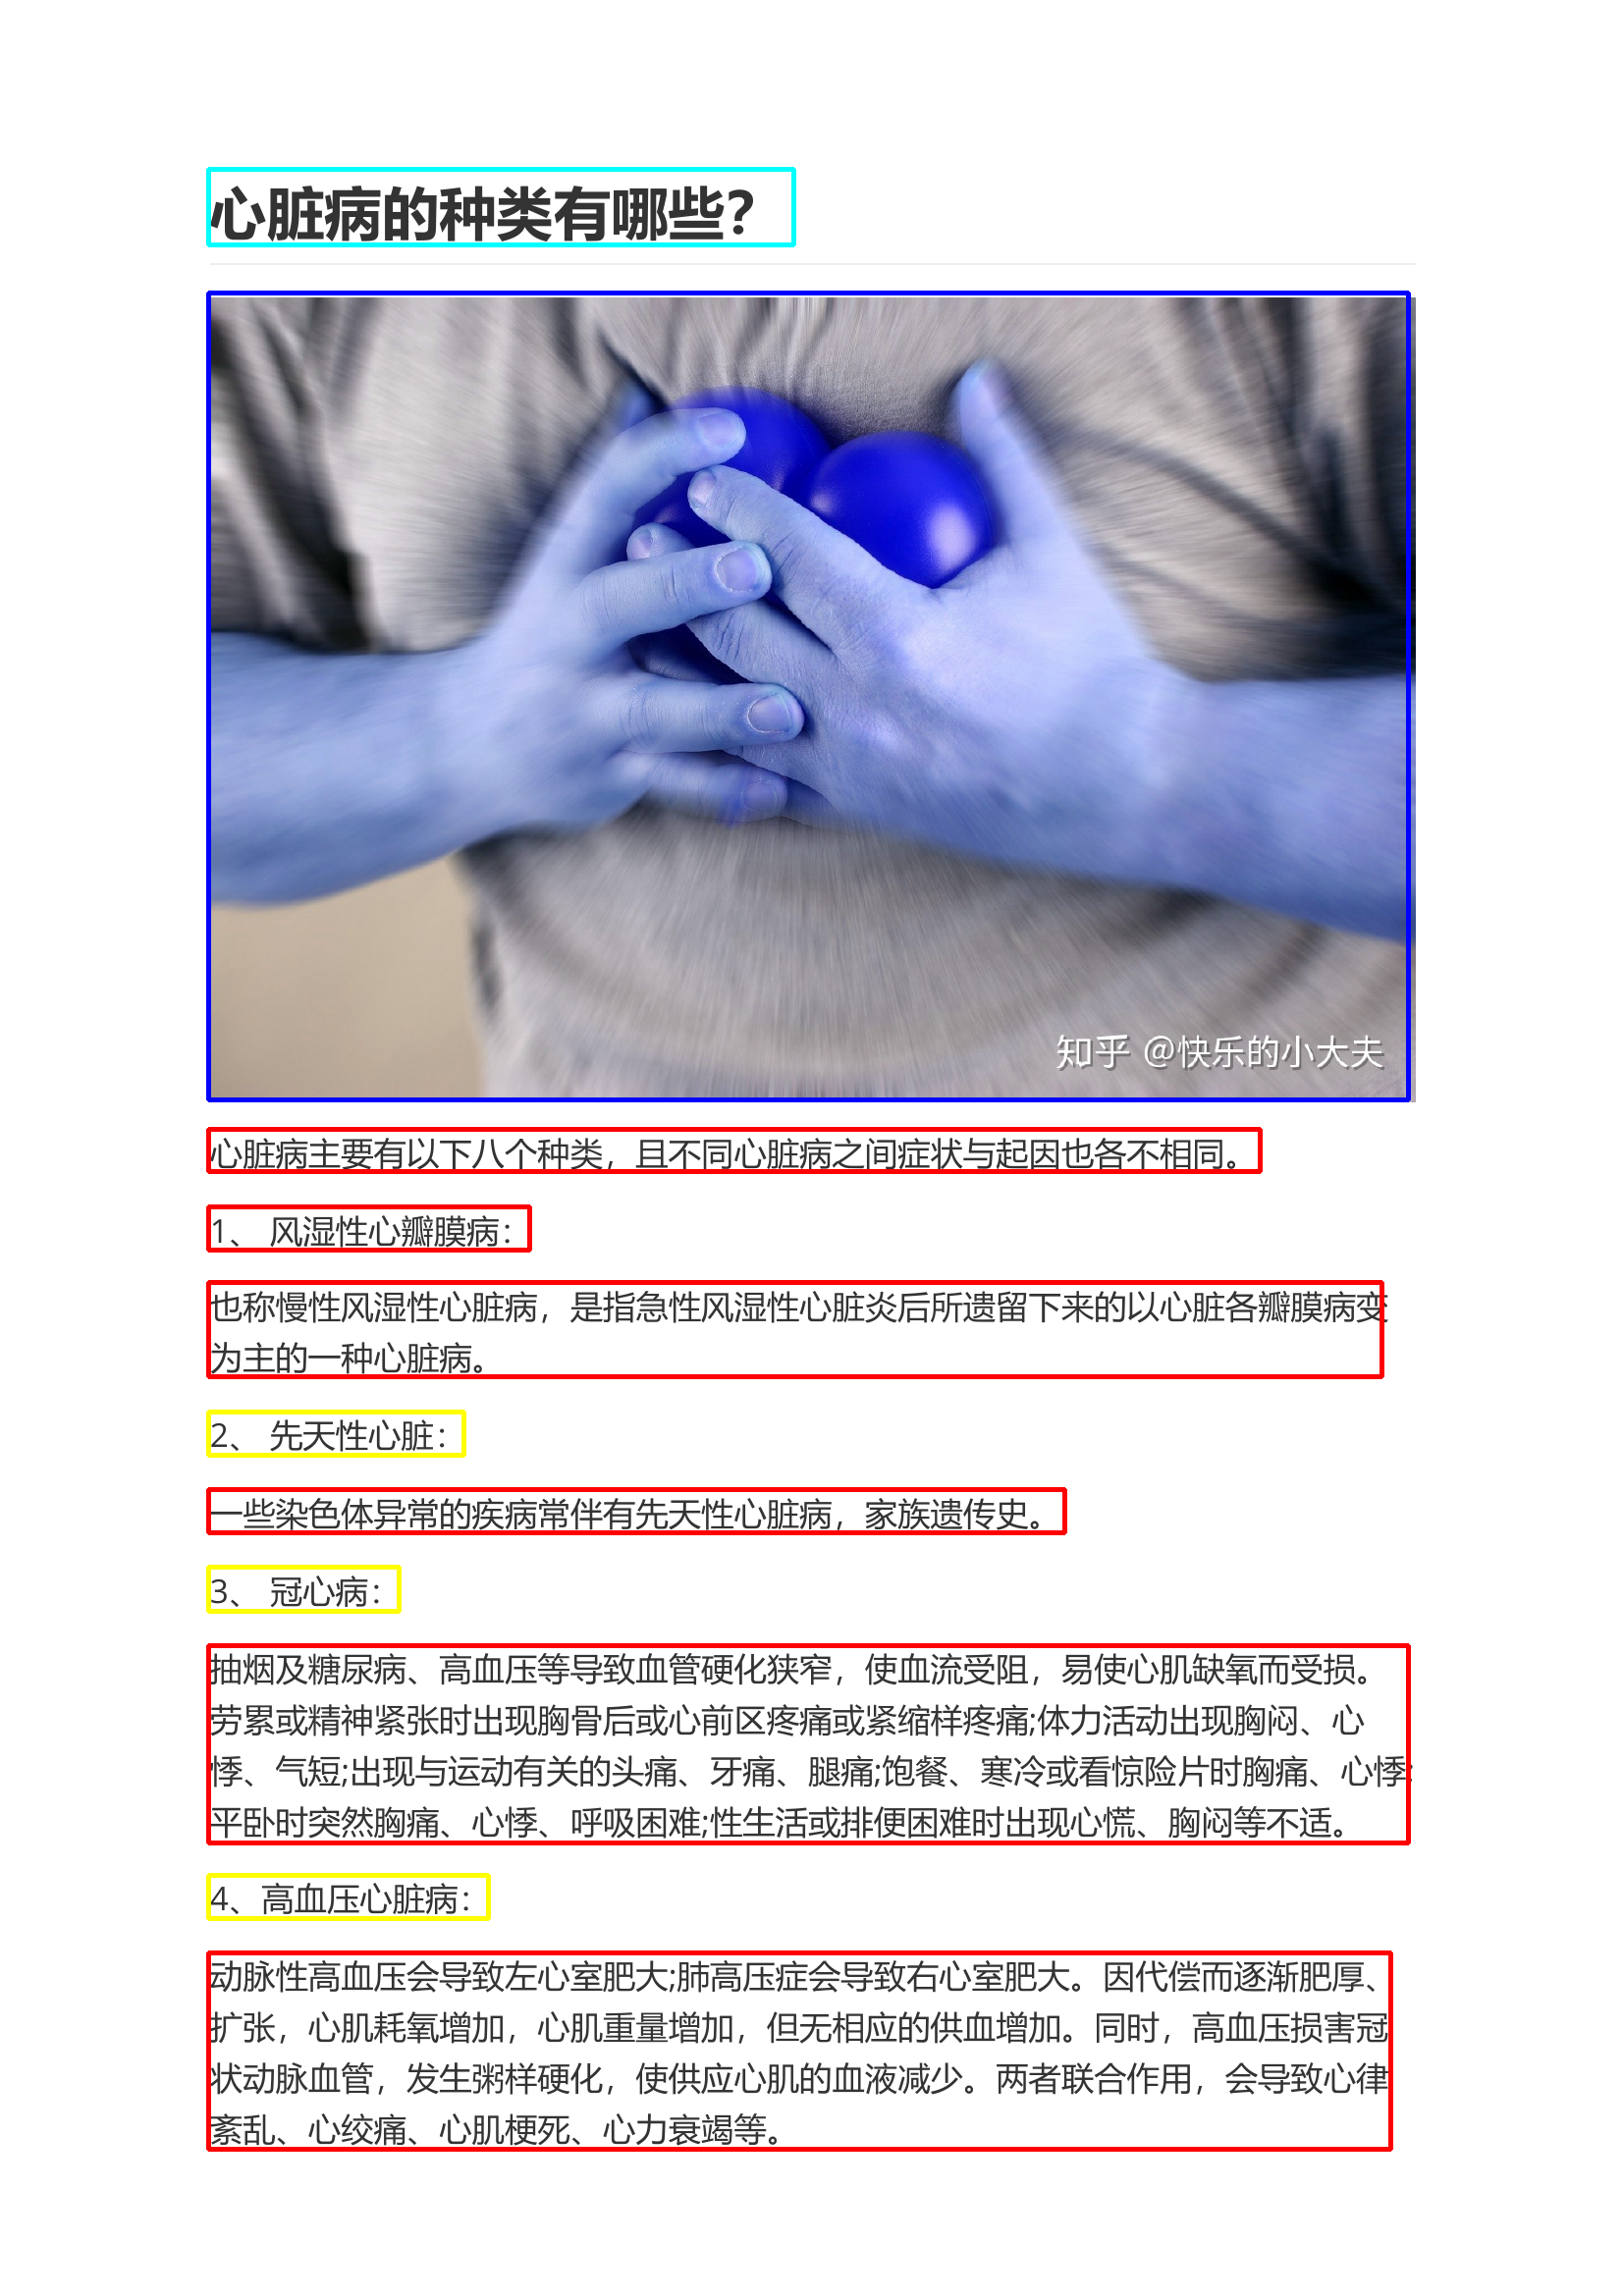 心脏病的种类有哪些？
知乎 @快乐的小大夫
心脏病主要有以下八个种类，且不同心脏病之间症状与起因也各不相同。
1、 风湿性心瓣膜病：
也称慢性风湿性心脏病，是指急性风湿性心脏炎后所遗留下来的以心脏各瓣膜病变
为主的一种心脏病。
2、 先天性心脏：
一些染色体异常的疾病常伴有先天性心脏病，家族遗传史。
3、 冠心病：
抽烟及糖尿病、高血压等导致血管硬化狭窄，使血流受阻，易使心肌缺氧而受损。
劳累或精神紧张时出现胸骨后或心前区疼痛或紧缩样疼痛;体力活动出现胸闷、心
悸、气短;出现与运动有关的头痛、牙痛、腿痛;饱餐、寒冷或看惊险片时胸痛、心悸;
平卧时突然胸痛、心悸、呼吸困难;性生活或排便困难时出现心慌、胸闷等不适。
4、高血压心脏病：
动脉性高血压会导致左心室肥大;肺高压症会导致右心室肥大。因代偿而逐渐肥厚、
扩张，心肌耗氧增加，心肌重量增加，但无相应的供血增加。同时，高血压损害冠
状动脉血管，发生粥样硬化，使供应心肌的血液减少。两者联合作用，会导致心律
紊乱、心绞痛、心肌梗死、心力衰竭等。